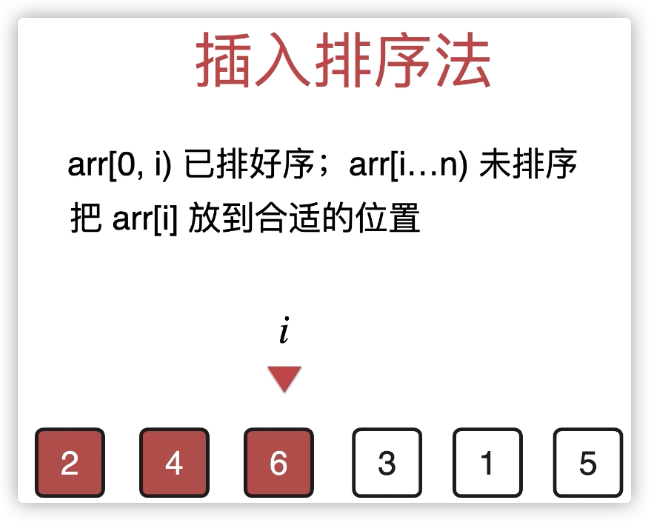 插入排序法
arr[0, i) 已排好序；arr[i…n) 未排序
把 arr[i] 放到合适的位置
i
2 4 6 3 1 5